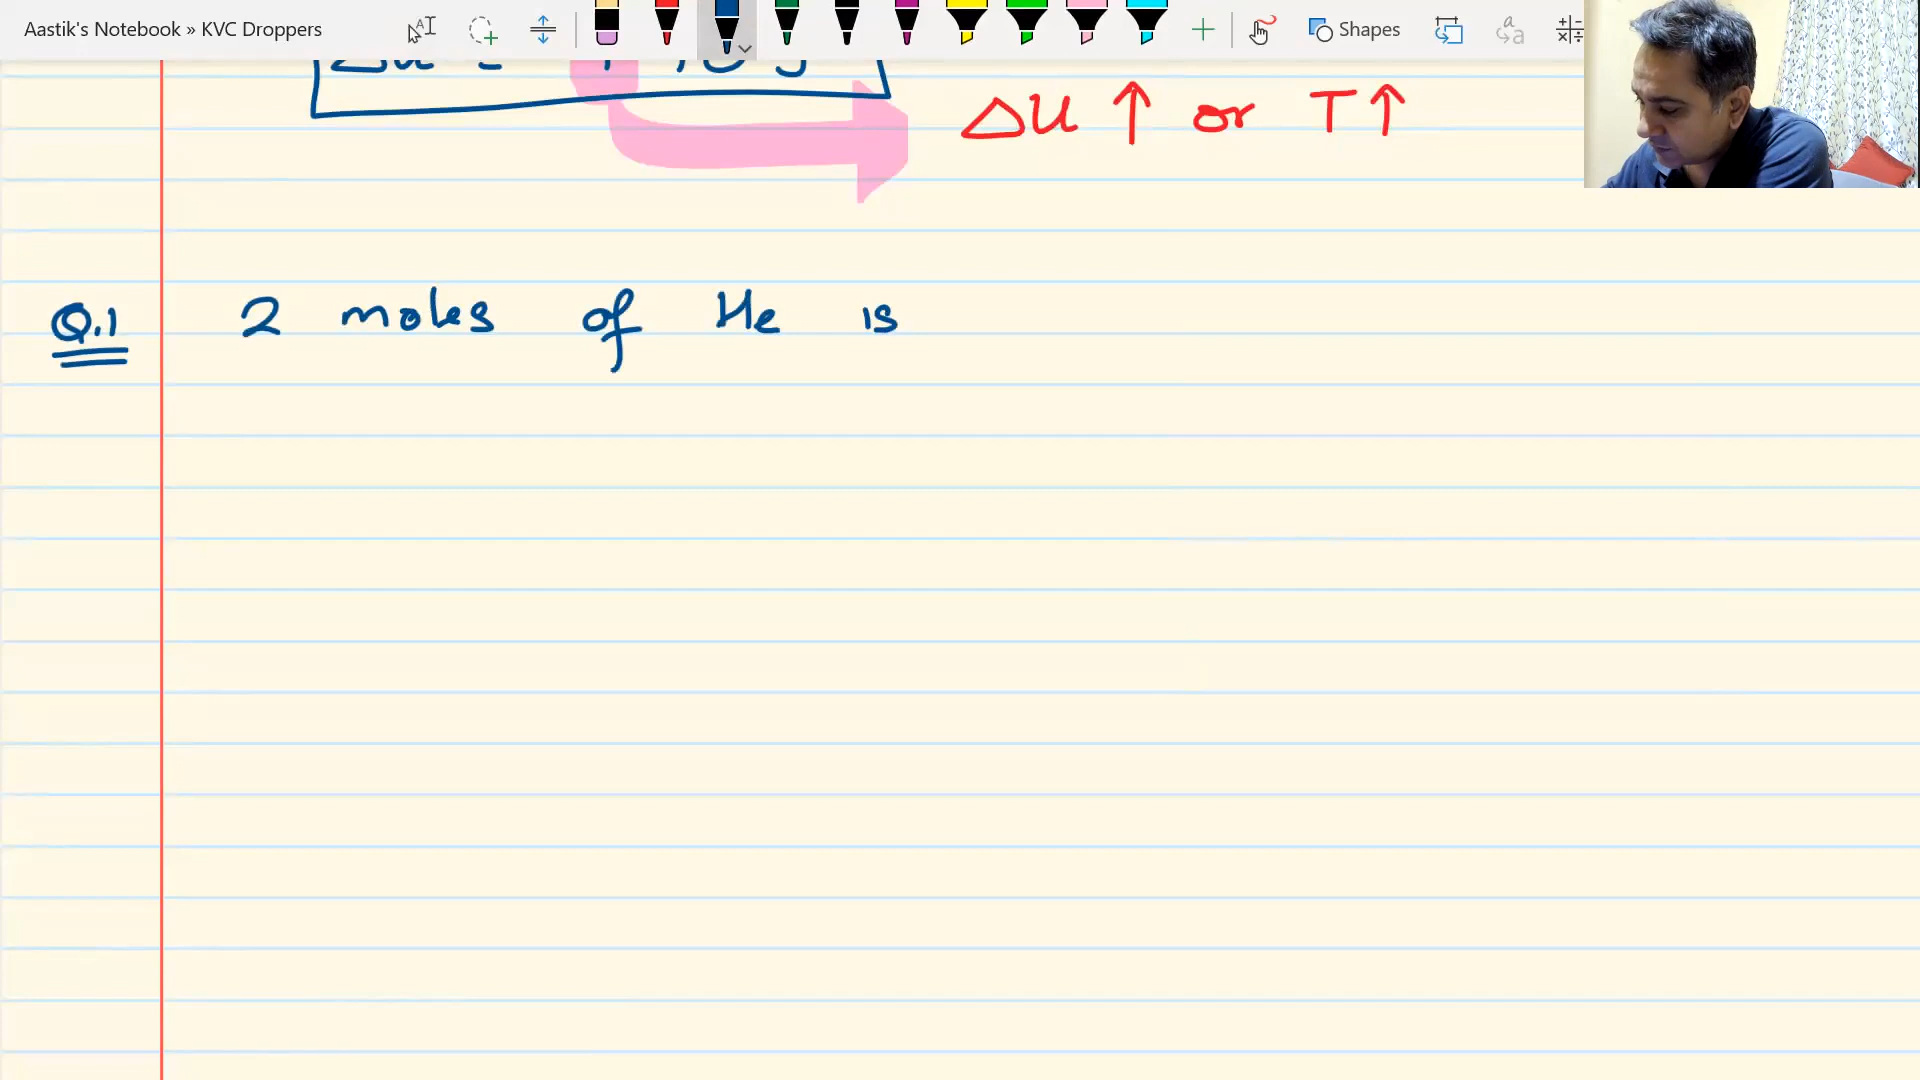 Aastik's Notebook » KVC Droppers
Shapes
ΔU ↑ or T ↑
Q.1 2 moles of He is